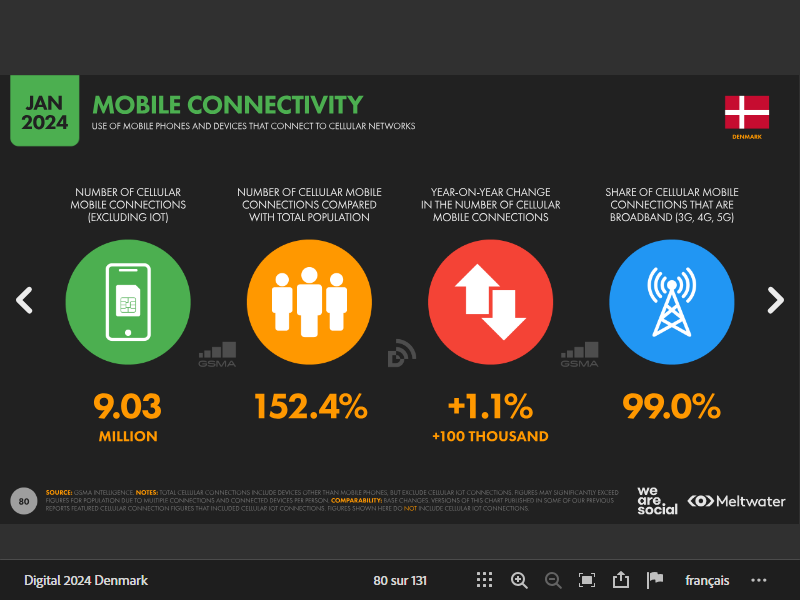 JAN
2024
MOBILE CONNECTIVITY
USE OF MOBILE PHONES AND DEVICES THAT CONNECT TO CELLULAR NETWORKS
DENMARK
NUMBER OF CELLULAR
MOBILE CONNECTIONS
(EXCLUDING IOT)
NUMBER OF CELLULAR MOBILE
CONNECTIONS COMPARED
WITH TOTAL POPULATION
YEAR-ON-YEAR CHANGE
IN THE NUMBER OF CELLULAR
MOBILE CONNECTIONS
SHARE OF CELLULAR MOBILE
CONNECTIONS THAT ARE
BROADBAND (3G, 4G, 5G)
GSMA
GSMA
9.03
MILLION
152.4%
+1.1%
+100 THOUSAND
99.0%
80
SOURCE: GSMA INTELLIGENCE. NOTES: TOTAL CELLULAR CONNECTIONS INCLUDE DEVICES OTHER THAN MOBILE PHONES, BUT EXCLUDE CELLULAR IOT CONNECTIONS. FIGURES MAY SIGNIFICANTLY EXCEED
FIGURES FOR POPULATION DUE TO MULTIPLE CONNECTIONS AND CONNECTED DEVICES PER PERSON. COMPARABILITY: BASE CHANGES. VERSIONS OF THIS CHART PUBLISHED IN SOME OF OUR PREVIOUS
REPORTS FEATURED CELLULAR CONNECTION FIGURES THAT INCLUDED CELLULAR IOT CONNECTIONS. FIGURES SHOWN HERE DO NOT INCLUDE CELLULAR IOT CONNECTIONS.
we
are
social
Meltwater
Digital 2024 Denmark
80 sur 131
français